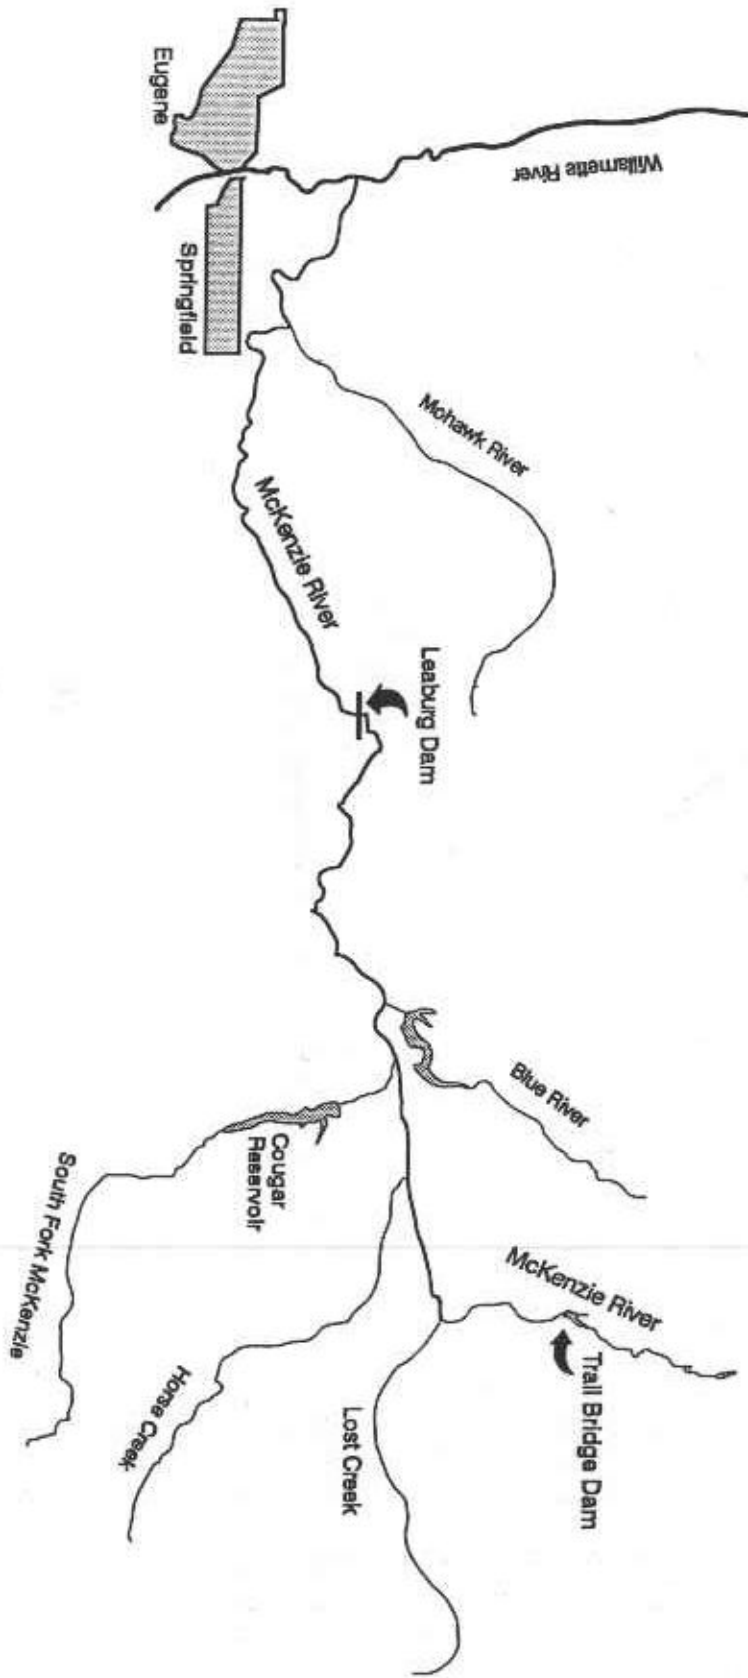 Eugene
Willamette River
Springfield
Mohawk River
McKenzie River
Leaburg Dam
Blue River
Cougar
Reservoir
South Fork McKenzie
McKenzie River
Trail Bridge Dam
Horse Creek
Lost Creek